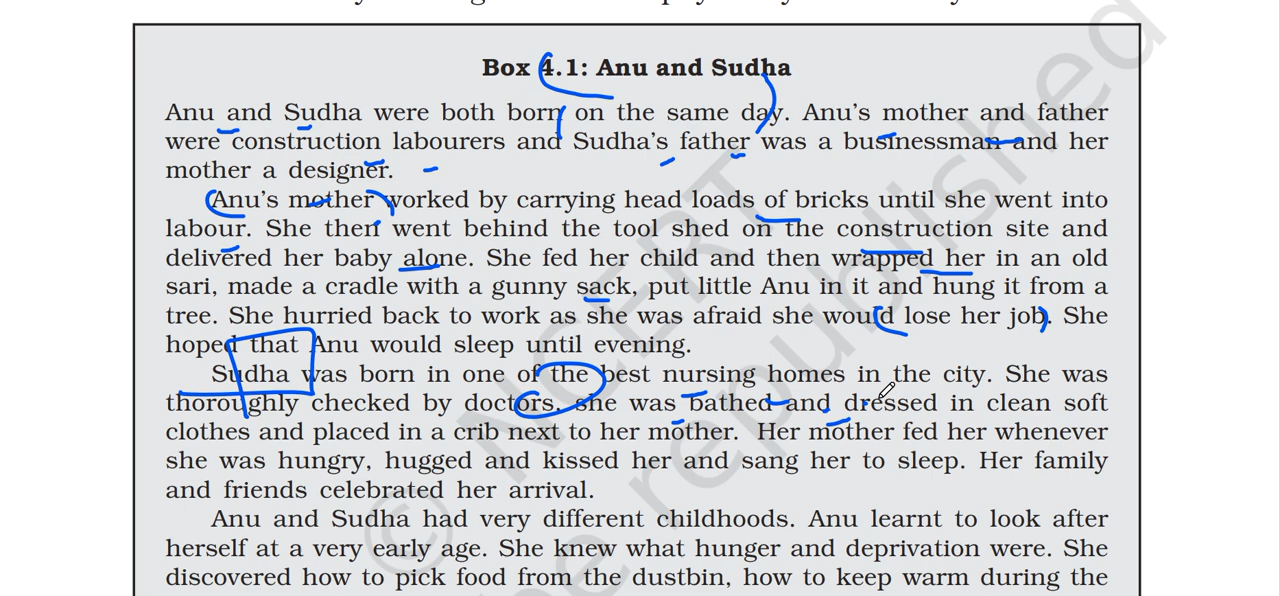 Box 4.1: Anu and Sudha
Anu and Sudha were both born on the same day. Anu's mother and father
were construction labourers and Sudha's father was a businessman and her
mother a designer.
Anu's mother worked by carrying head loads of bricks until she went into
labour. She then went behind the tool shed on the construction site and
delivered her baby alone. She fed her child and then wrapped her in an old
sari, made a cradle with a gunny sack, put little Anu in it and hung it from a
tree. She hurried back to work as she was afraid she would lose her job. She
hoped that Anu would sleep until evening.
Sudha was born in one of the best nursing homes in the city. She was
thoroughly checked by doctors, she was bathed and dressed in clean soft
clothes and placed in a crib next to her mother. Her mother fed her whenever
she was hungry, hugged and kissed her and sang her to sleep. Her family
and friends celebrated her arrival.
Anu and Sudha had very different childhoods. Anu learnt to look after
herself at a very early age. She knew what hunger and deprivation were. She
discovered how to pick food from the dustbin, how to keep warm during the
© NCERT
be republished